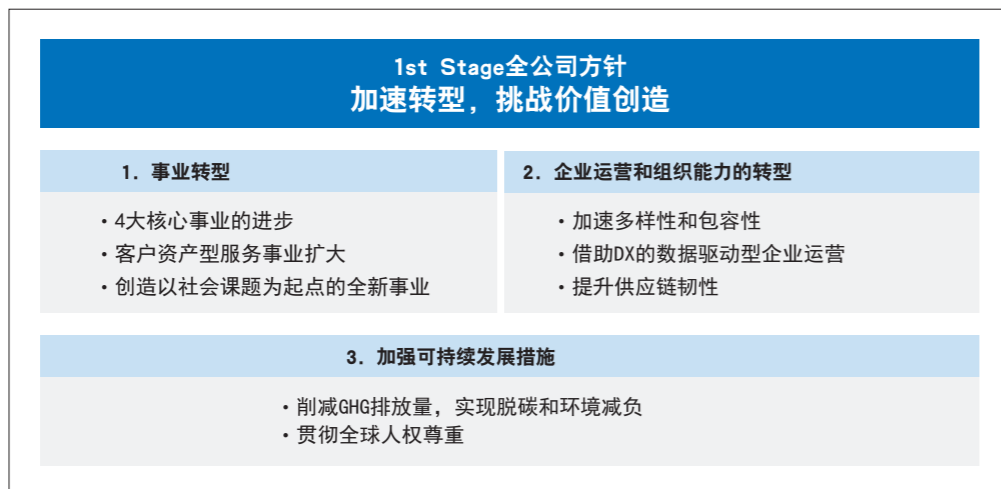 1st Stage全公司方针
加速转型，挑战价值创造
1. 事业转型
・4大核心事业的进步
・客户资产型服务事业扩大
・创造以社会课题为起点的全新事业
2. 企业运营和组织能力的转型
・加速多样性和包容性
・借助DX的数据驱动型企业运营
・提升供应链韧性
3. 加强可持续发展措施
・削减GHG排放量，实现脱碳和环境减负
・贯彻全球人权尊重